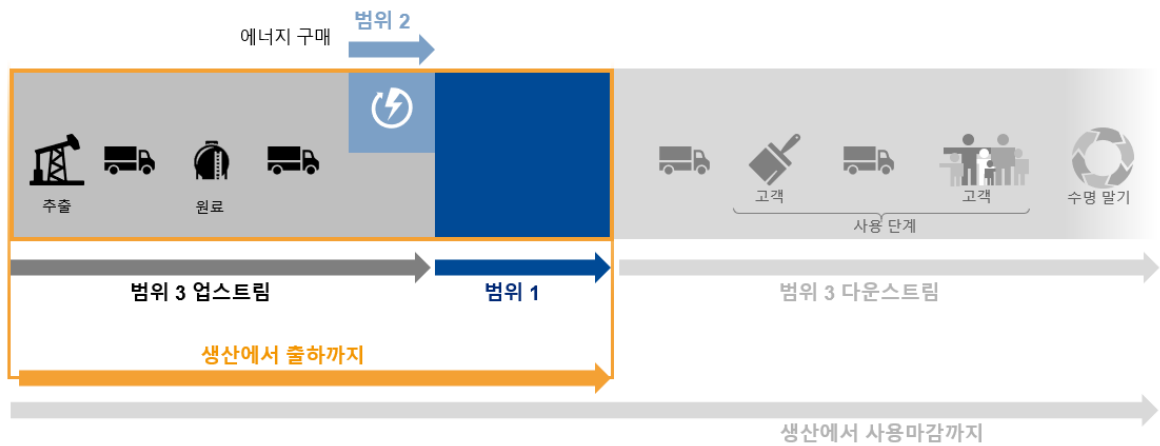 범위 2
에너지 구매
추출
원료
고객
고객
수명 말기
사용 단계
범위 3 업스트림
범위 1
범위 3 다운스트림
생산에서 출하까지
생산에서 사용마감까지